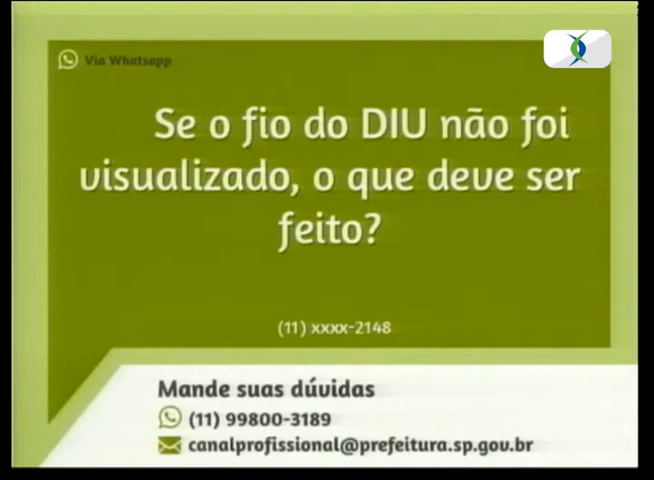 Via Whatsapp
Se o fio do DIU não foi
visualizado, o que deve ser
feito?
(11) xxxx-2148
Mande suas dúvidas
(11) 99800-3189
canalprofissional@prefeitura.sp.gov.br